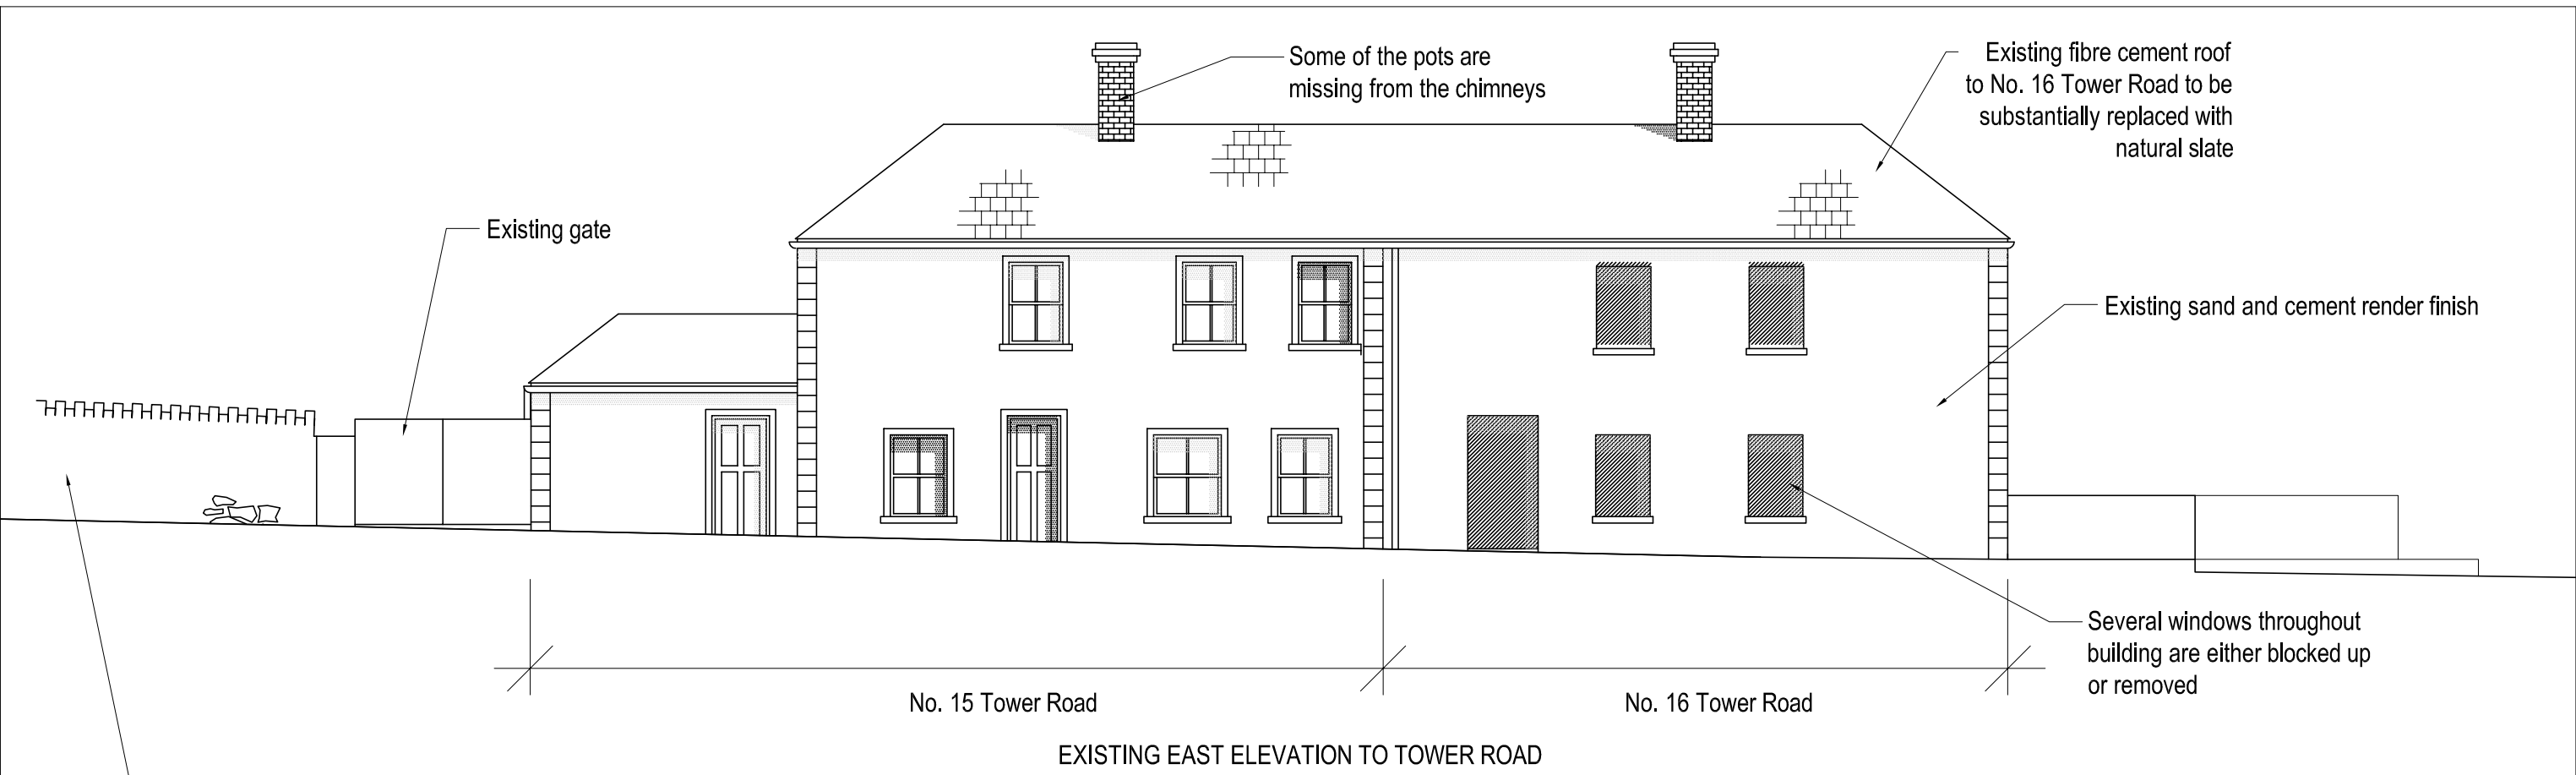 Some of the pots are
missing from the chimneys
Existing fibre cement roof
to No. 16 Tower Road to be
substantially replaced with
natural slate
Existing gate
Existing sand and cement render finish
Several windows throughout
building are either blocked up
or removed
No. 15 Tower Road
No. 16 Tower Road
EXISTING EAST ELEVATION TO TOWER ROAD